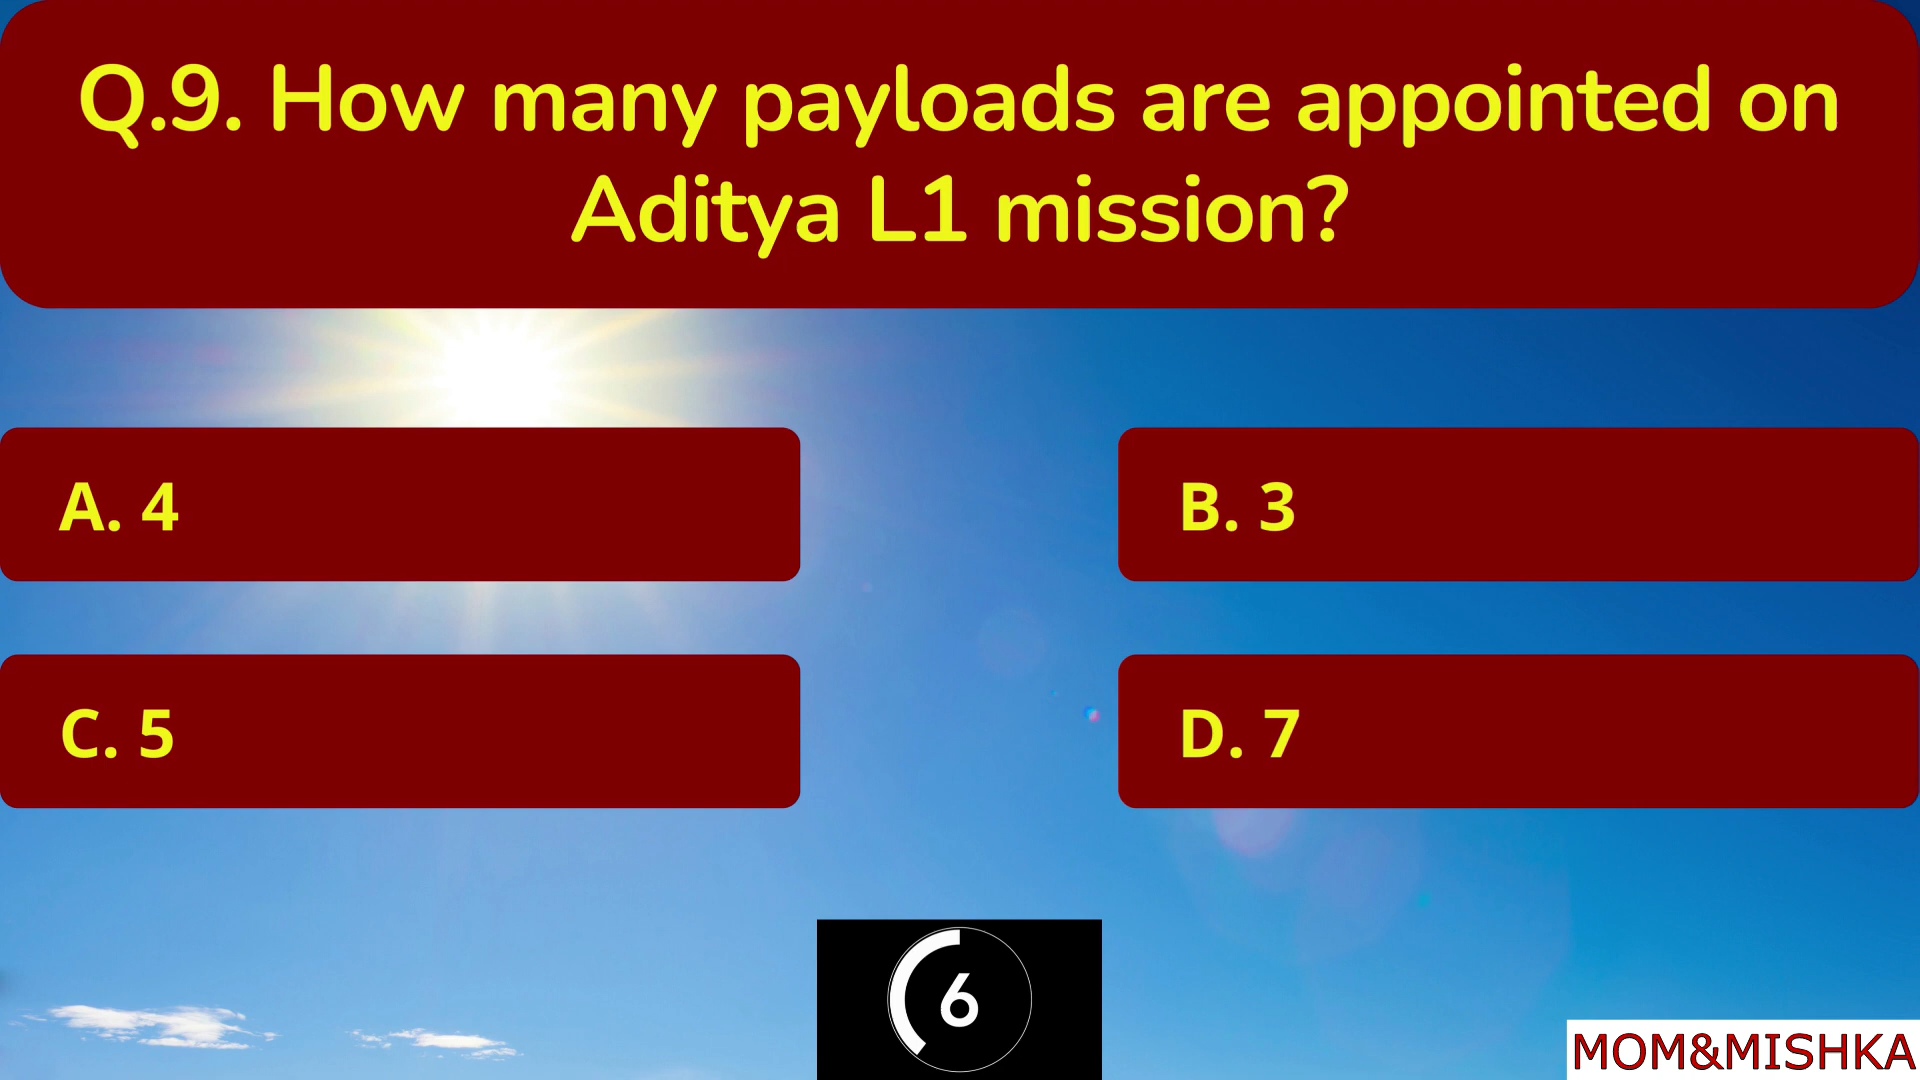 Q.9. How many payloads are appointed on
Aditya L1 mission?
A. 4
B. 3
C. 5
D. 7
6
MOM&MISHKA